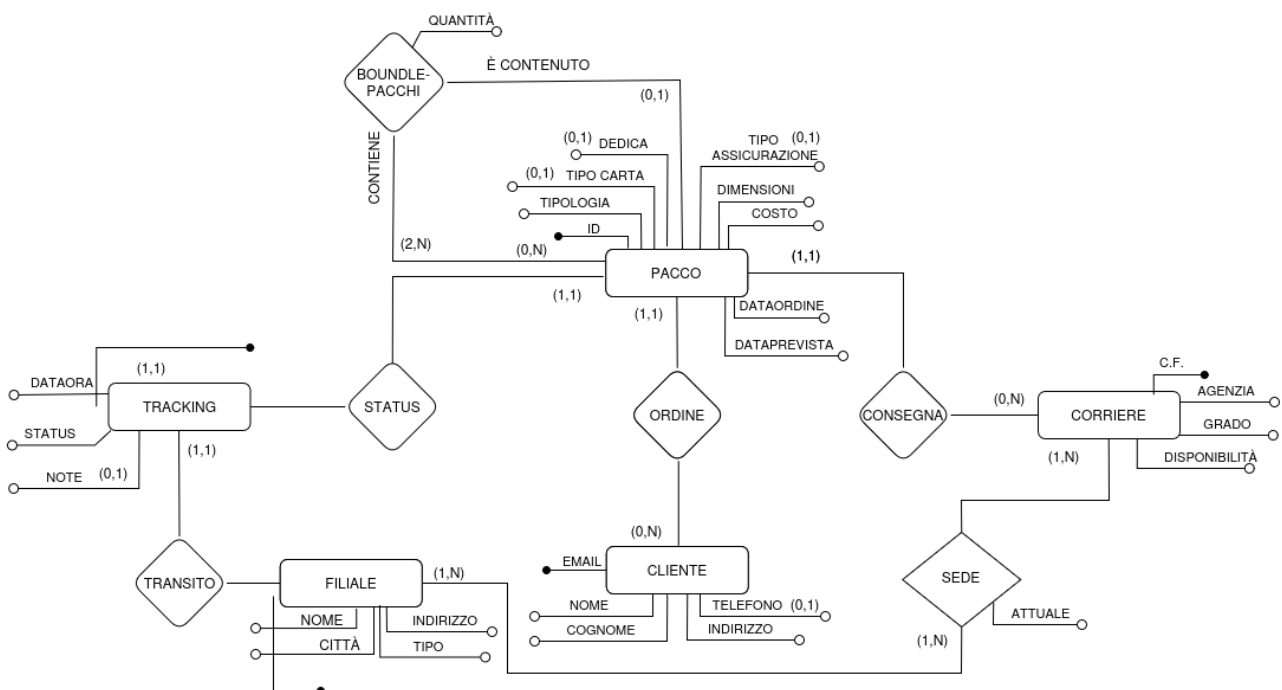 QUANTITÀ
BOUNDLE-
PACCHI
È CONTENUTO
(0,1)
CONTIENE
(0,1) DEDICA
TIPO (0,1)
ASSICURAZIONE
(0,1) TIPO CARTA
DIMENSIONI
TIPOLOGIA
COSTO
ID
(2,N)
(0,N)
(1,1)
PACCO
(1,1)
(1,1)
DATAORDINE
DATAPREVISTA
(1,1)
C.F.
DATAORA
AGENZIA
TRACKING
STATUS
ORDINE
CONSEGNA
(0,N)
CORRIERE
GRADO
STATUS
(1,1)
(1,N)
DISPONIBILITÀ
NOTE (0,1)
(0,N)
EMAIL
CLIENTE
TRANSITO
FILIALE
(1,N)
SEDE
NOME
INDIRIZZO
NOME
TELEFONO (0,1)
ATTUALE
CITTÀ
TIPO
COGNOME
INDIRIZZO
(1,N)